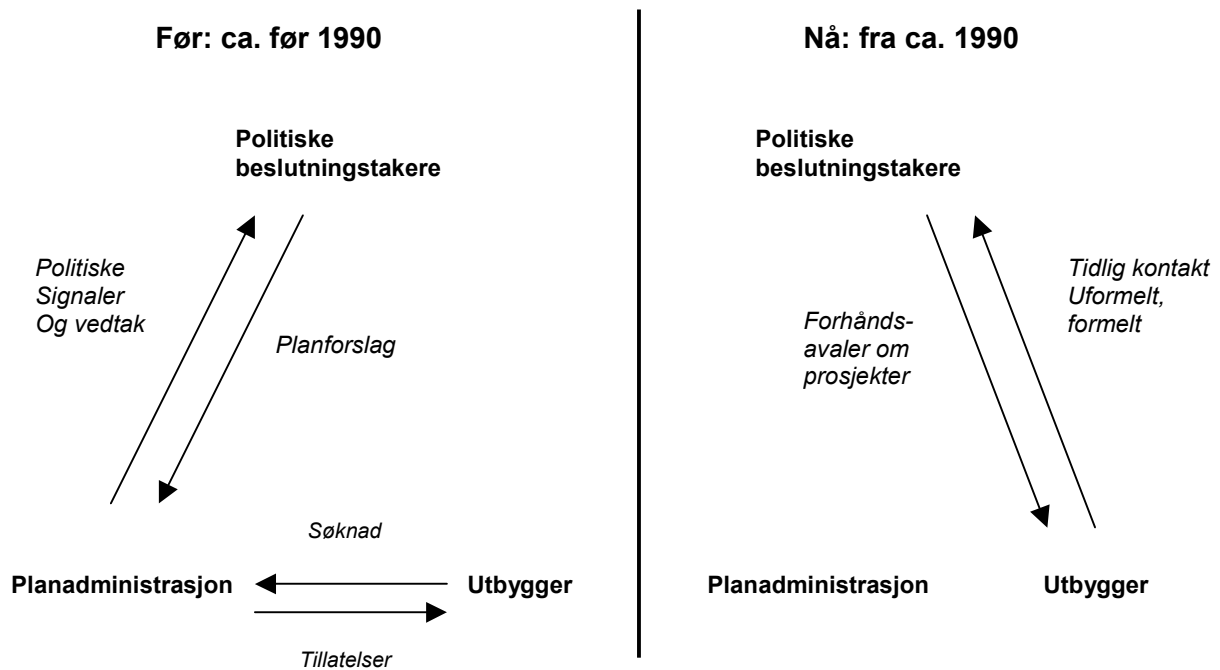 Før: ca. før 1990
Politiske
beslutningstakere
Politiske
Signaler
Og vedtak
Planforslag
Søknad
Planadministrasjon
Utbygger
Tillatelser
Nå: fra ca. 1990
Politiske
beslutningstakere
Tidlig kontakt
Uformelt,
formelt
Forhånds-
avaler om
prosjekter
Planadministrasjon
Utbygger